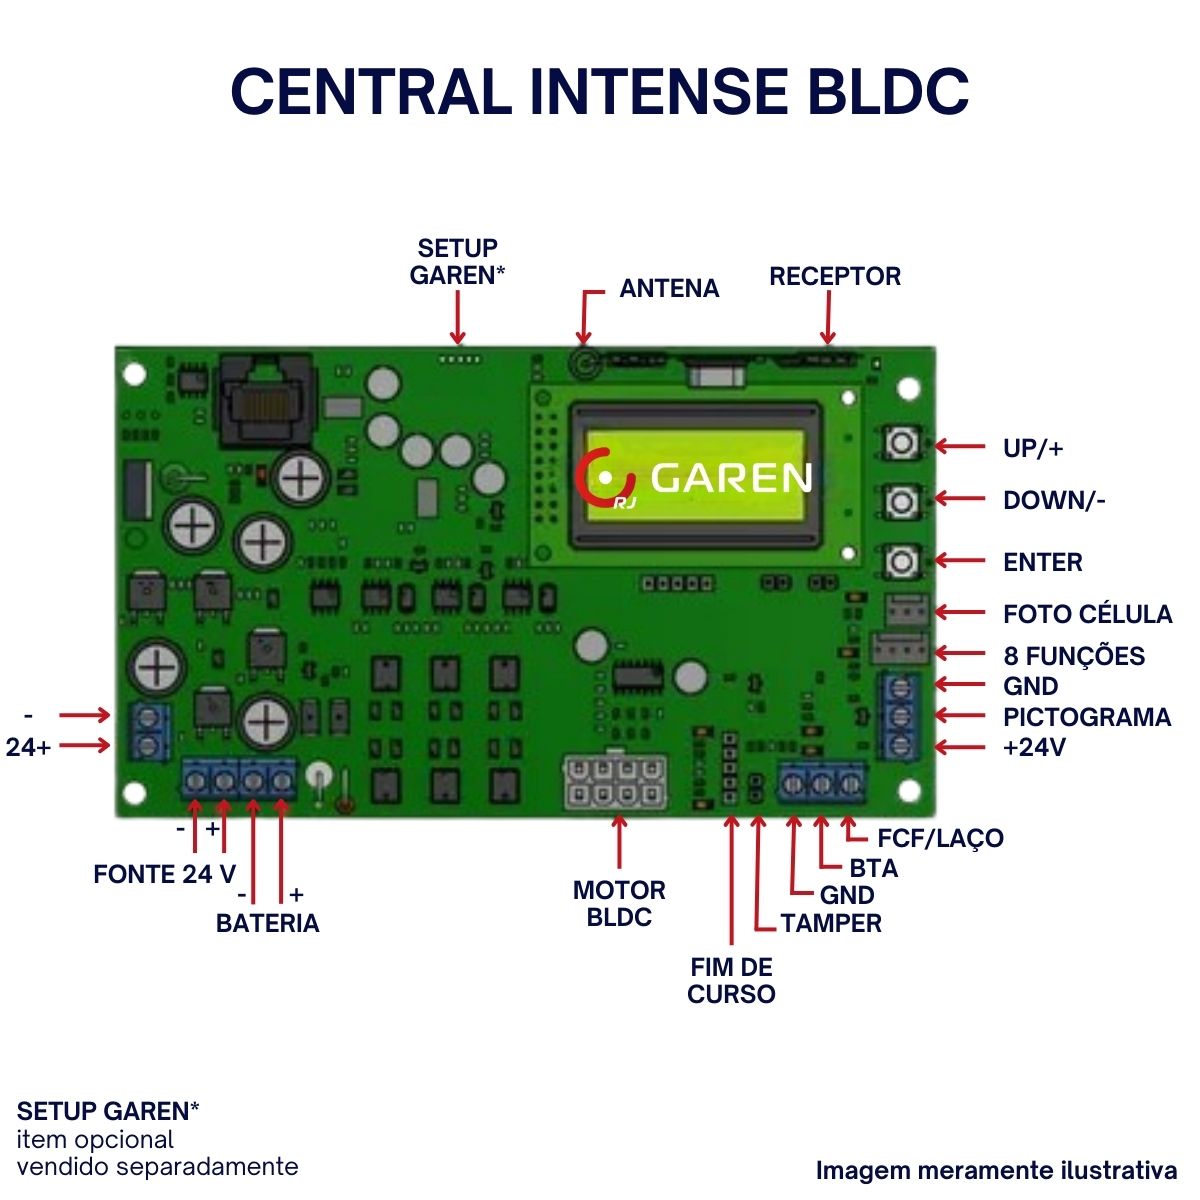 CENTRAL INTENSE BLDC
SETUP
GAREN*
ANTENA
RECEPTOR
GAREN
RJ
UP/+
DOWN/-
ENTER
FOTO CÉLULA
8 FUNÇÕES
GND
PICTOGRAMA
+24V
-
24+
- +
FONTE 24 V
- +
BATERIA
MOTOR
BLDC
FIM DE
CURSO
TAMPER
GND
BTA
FCF/LAÇO
SETUP GAREN*
item opcional
vendido separadamente
Imagem meramente ilustrativa